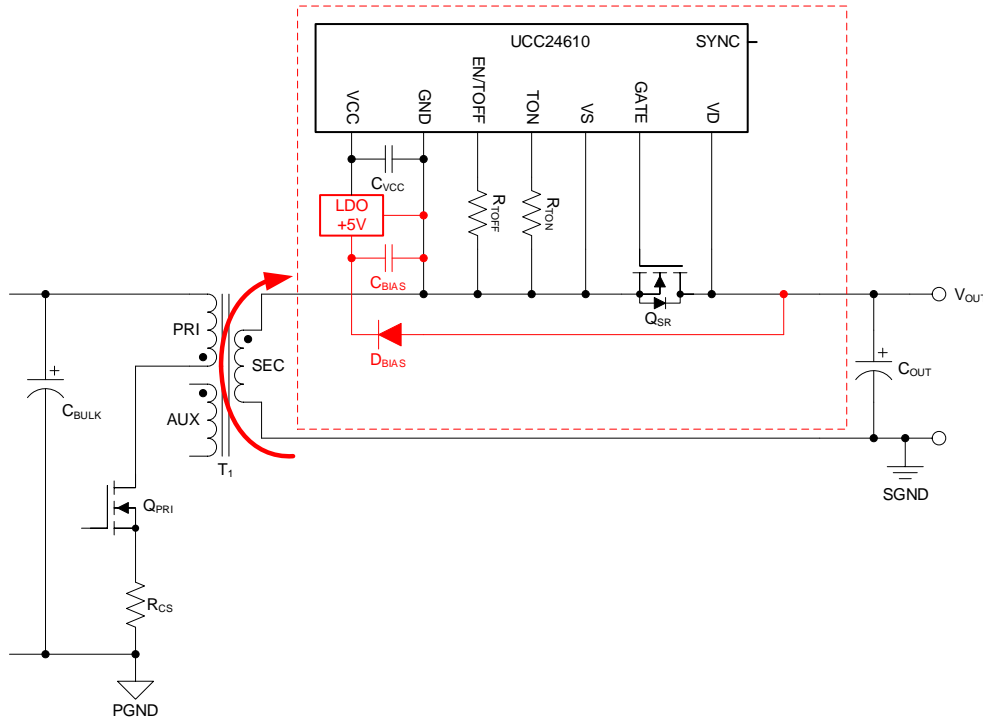 UCC24610
SYNC
VCC
GND
EN/TOFF
TON
VS
GATE
VD
CVCC
RTOFF
RTON
LDO
+5V
CBIAS
QSR
VOUT
PRI
DBIAS
SEC
COUT
CBULK
AUX
T1
SGND
QPRI
RCS
PGND